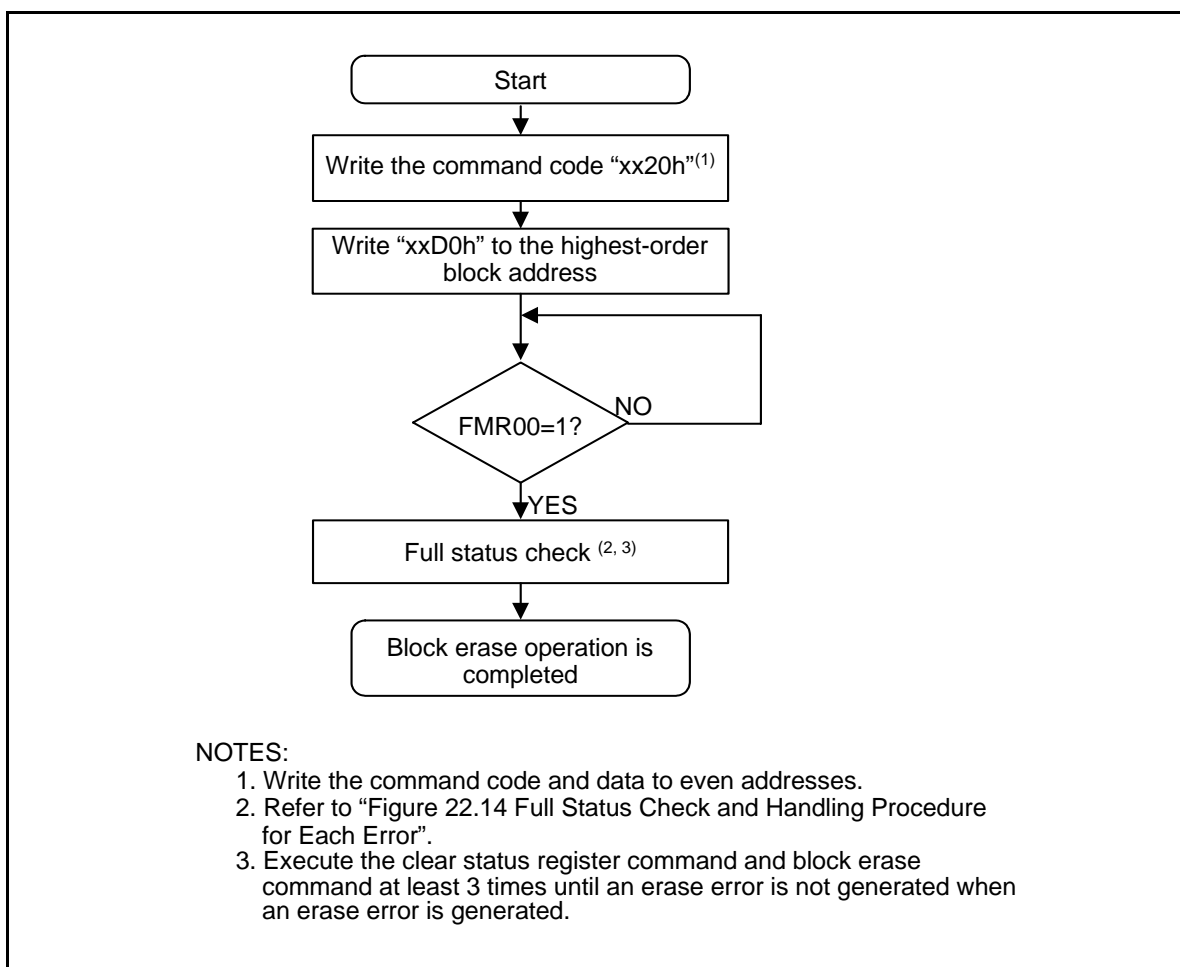 Start
Write the command code “xx20h”(1)
Write “xxD0h” to the highest-order
block address
FMR00=1?
NO
YES
Full status check (2, 3)
Block erase operation is
completed
NOTES:
1. Write the command code and data to even addresses.
2. Refer to “Figure 22.14 Full Status Check and Handling Procedure
for Each Error”.
3. Execute the clear status register command and block erase
command at least 3 times until an erase error is not generated when
an erase error is generated.